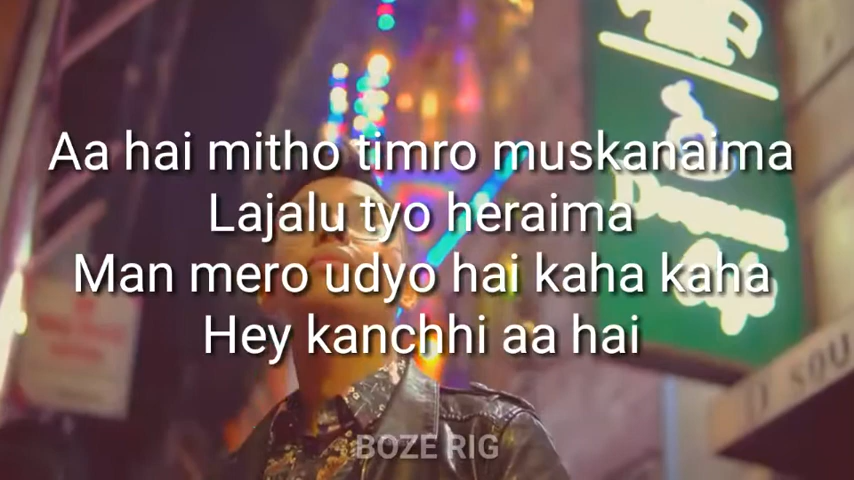 Aa hai mitho timro muskanaima
Lajalu tyo heraima
Man mero udyo hai kaha kaha
Hey kanchhi aa hai
BOZE RIG